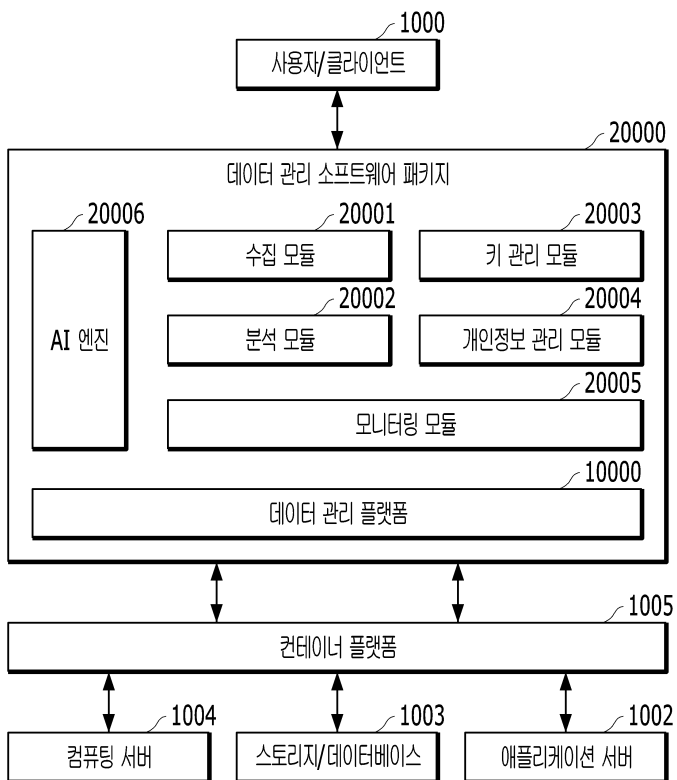 1000
사용자/클라이언트
20000
데이터 관리 소프트웨어 패키지
20006
20001
20003
수집 모듈
키 관리 모듈
20002
20004
AI 엔진
분석 모듈
개인정보 관리 모듈
20005
모니터링 모듈
10000
데이터 관리 플랫폼
1005
컨테이너 플랫폼
1004
1003
1002
컴퓨팅 서버
스토리지/데이터베이스
애플리케이션 서버